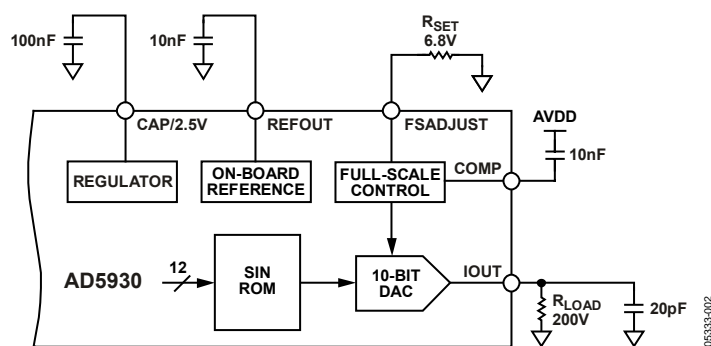 100nF
10nF
RSET
6.8V
CAP/2.5V
REFOUT
FSADJUST
AVDD
10nF
COMP
REGULATOR
ON-BOARD
REFERENCE
FULL-SCALE
CONTROL
AD5930
12
SIN
ROM
10-BIT
DAC
IOUT
RLOAD
200V
20pF
05333-002